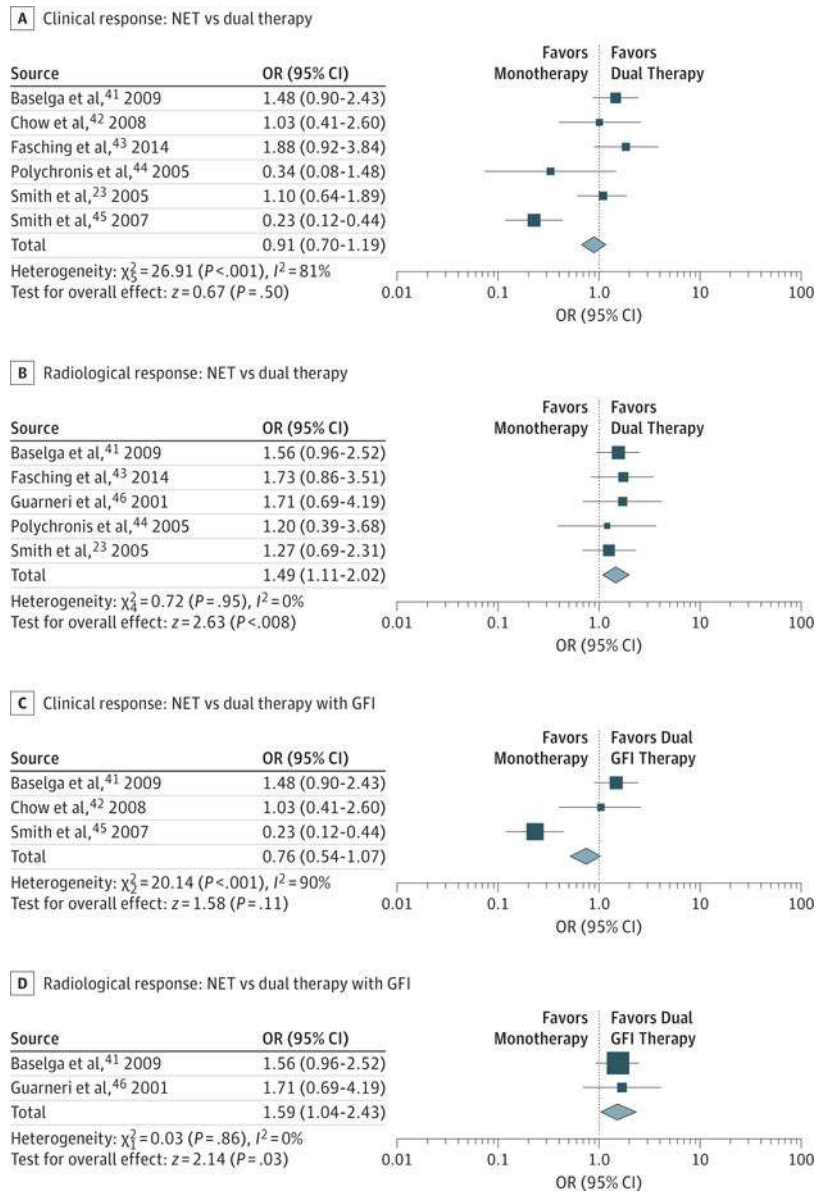 A Clinical response: NET vs dual therapy
Favors Monotherapy Favors Dual Therapy
Source OR (95% CI)
Baselga et al,41 2009 1.48 (0.90-2.43)
Chow et al,42 2008 1.03 (0.41-2.60)
Fasching et al,43 2014 1.88 (0.92-3.84)
Polychronis et al,44 2005 0.34 (0.08-1.48)
Smith et al,23 2005 1.10 (0.64-1.89)
Smith et al,45 2007 0.23 (0.12-0.44)
Total 0.91 (0.70-1.19)
Heterogeneity: χ²₅ = 26.91 (P<.001), I² = 81%
Test for overall effect: z = 0.67 (P = .50)
0.01 0.1 1.0 10 100
OR (95% CI)
B Radiological response: NET vs dual therapy
Favors Monotherapy Favors Dual Therapy
Source OR (95% CI)
Baselga et al,41 2009 1.56 (0.96-2.52)
Fasching et al,43 2014 1.73 (0.86-3.51)
Guarneri et al,46 2001 1.71 (0.69-4.19)
Polychronis et al,44 2005 1.20 (0.39-3.68)
Smith et al,23 2005 1.27 (0.69-2.31)
Total 1.49 (1.11-2.02)
Heterogeneity: χ²₄ = 0.72 (P = .95), I² = 0%
Test for overall effect: z = 2.63 (P<.008)
0.01 0.1 1.0 10 100
OR (95% CI)
C Clinical response: NET vs dual therapy with GFI
Favors Monotherapy Favors Dual GFI Therapy
Source OR (95% CI)
Baselga et al,41 2009 1.48 (0.90-2.43)
Chow et al,42 2008 1.03 (0.41-2.60)
Smith et al,45 2007 0.23 (0.12-0.44)
Total 0.76 (0.54-1.07)
Heterogeneity: χ²₂ = 20.14 (P<.001), I² = 90%
Test for overall effect: z = 1.58 (P = .11)
0.01 0.1 1.0 10 100
OR (95% CI)
D Radiological response: NET vs dual therapy with GFI
Favors Monotherapy Favors Dual GFI Therapy
Source OR (95% CI)
Baselga et al,41 2009 1.56 (0.96-2.52)
Guarneri et al,46 2001 1.71 (0.69-4.19)
Total 1.59 (1.04-2.43)
Heterogeneity: χ²₁ = 0.03 (P = .86), I² = 0%
Test for overall effect: z = 2.14 (P = .03)
0.01 0.1 1.0 10 100
OR (95% CI)